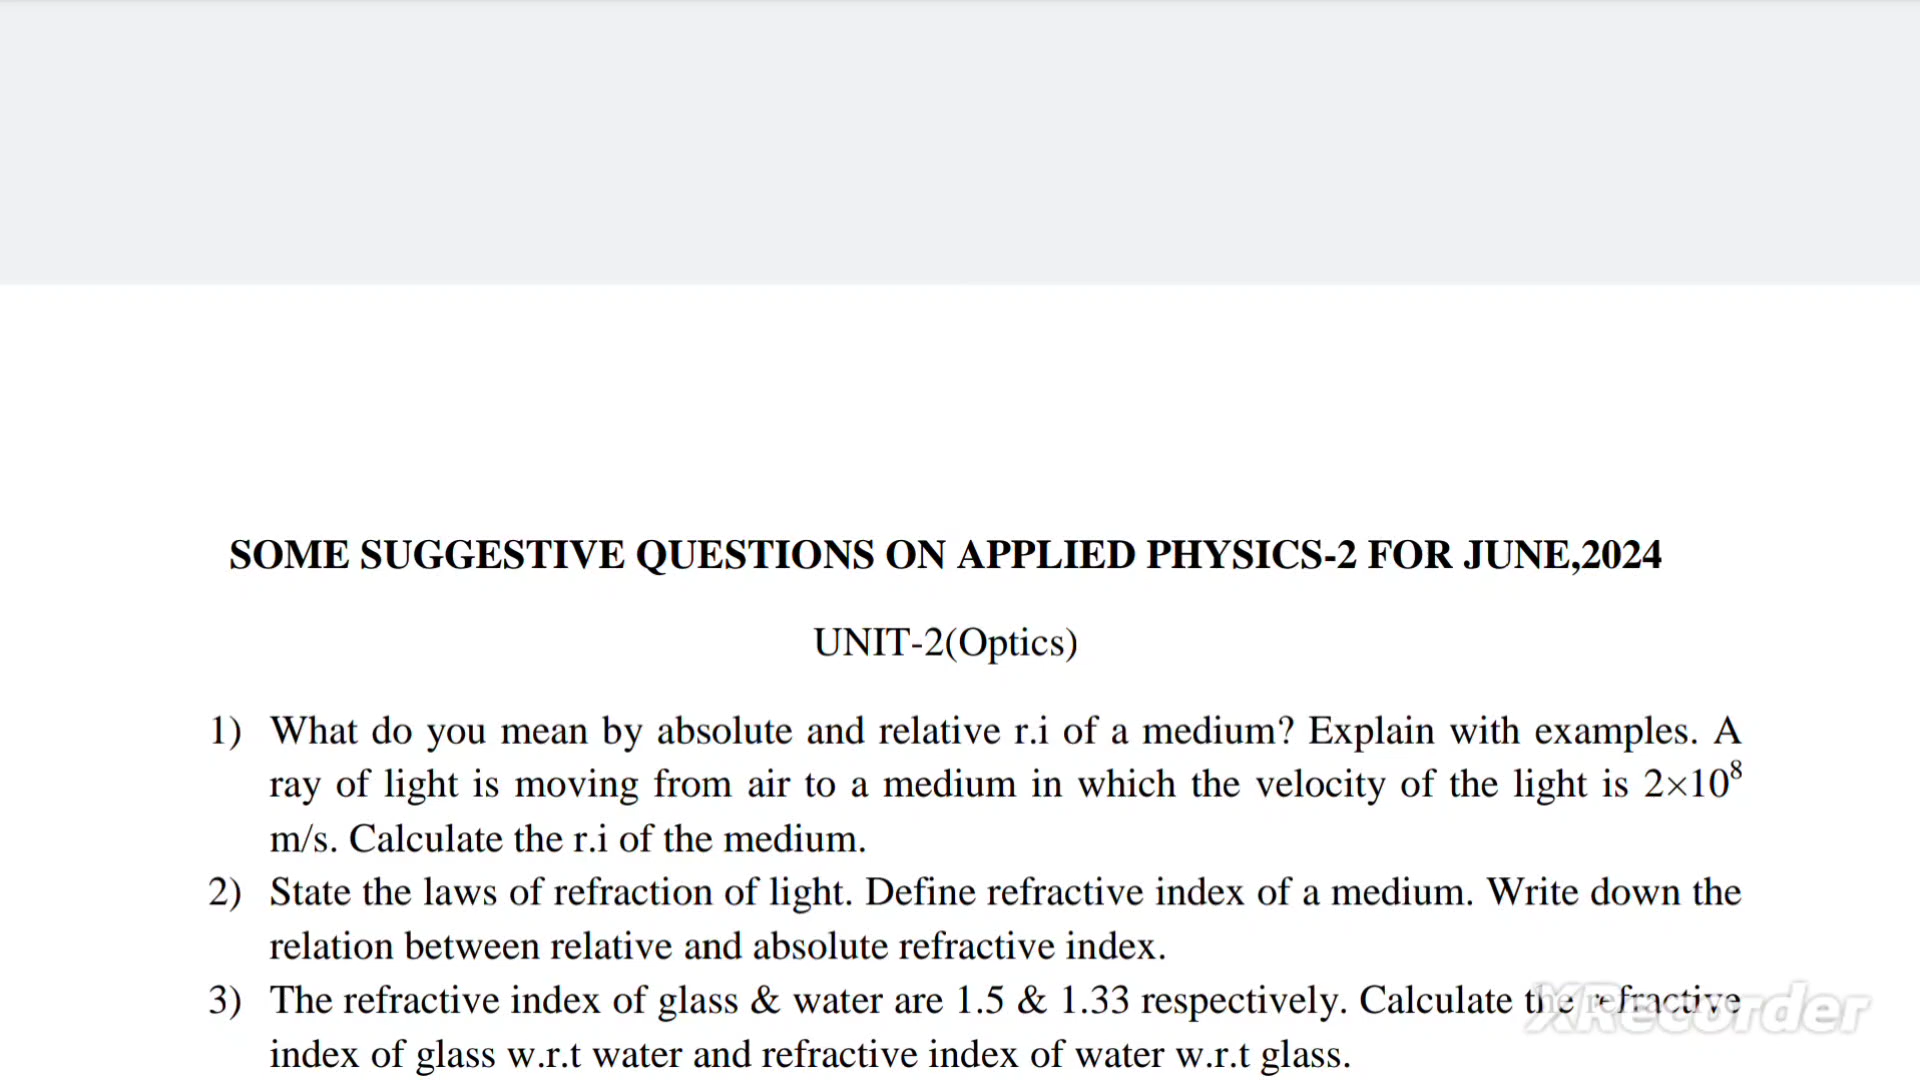 SOME SUGGESTIVE QUESTIONS ON APPLIED PHYSICS-2 FOR JUNE,2024
UNIT-2(Optics)
1) What do you mean by absolute and relative r.i of a medium? Explain with examples. A
ray of light is moving from air to a medium in which the velocity of the light is 2×10⁸
m/s. Calculate the r.i of the medium.
2) State the laws of refraction of light. Define refractive index of a medium. Write down the
relation between relative and absolute refractive index.
3) The refractive index of glass & water are 1.5 & 1.33 respectively. Calculate the refractive
index of glass w.r.t water and refractive index of water w.r.t glass.
XRecorder